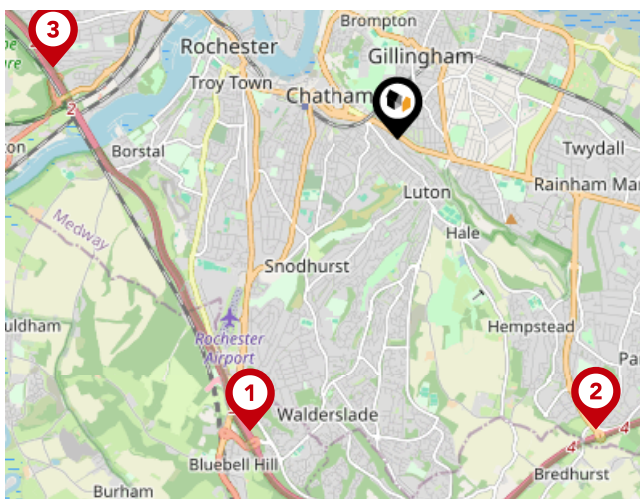 3
Brompton
Rochester
Gillingham
Troy Town
Chatham
2
Borstal
Twydall
Luton
Rainham Mar
Medway
Hale
Snodhurst
Rochester
Airport
Hempstead
1
2
Walderslade
4
4
Bluebell Hill
Bredhurst
Burham